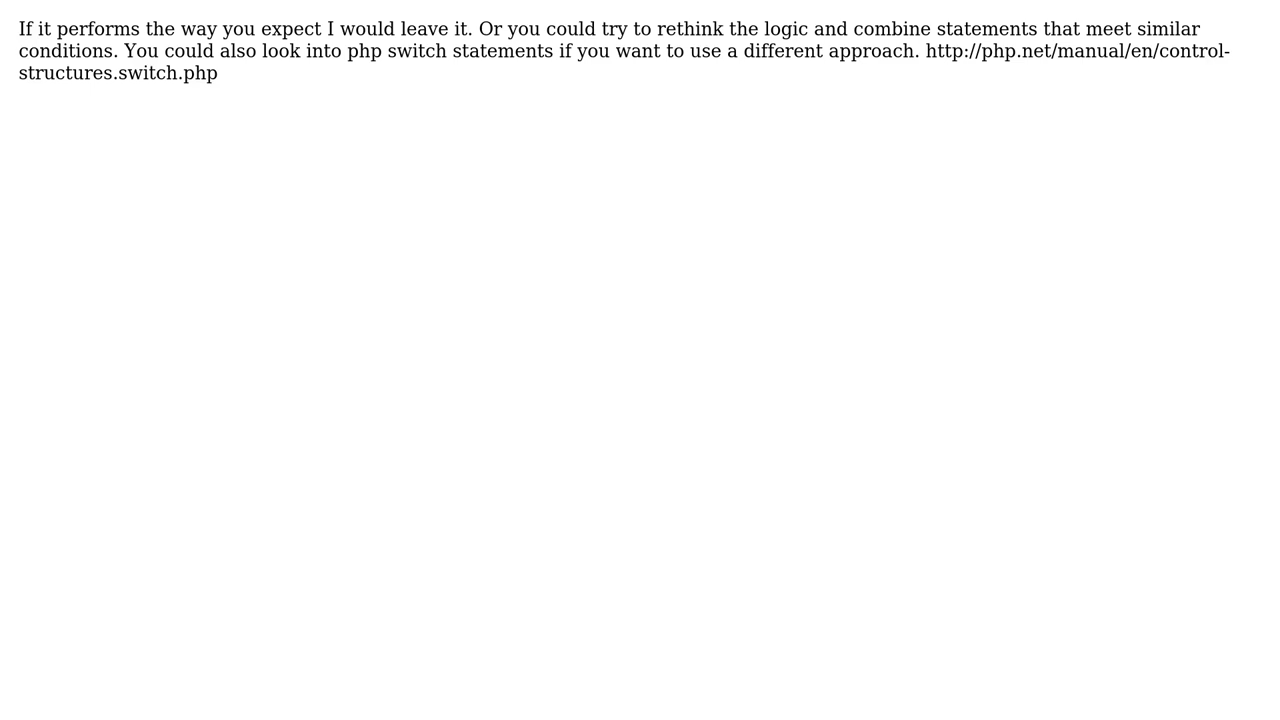 If it performs the way you expect I would leave it. Or you could try to rethink the logic and combine statements that meet similar
conditions. You could also look into php switch statements if you want to use a different approach. http://php.net/manual/en/control-
structures.switch.php